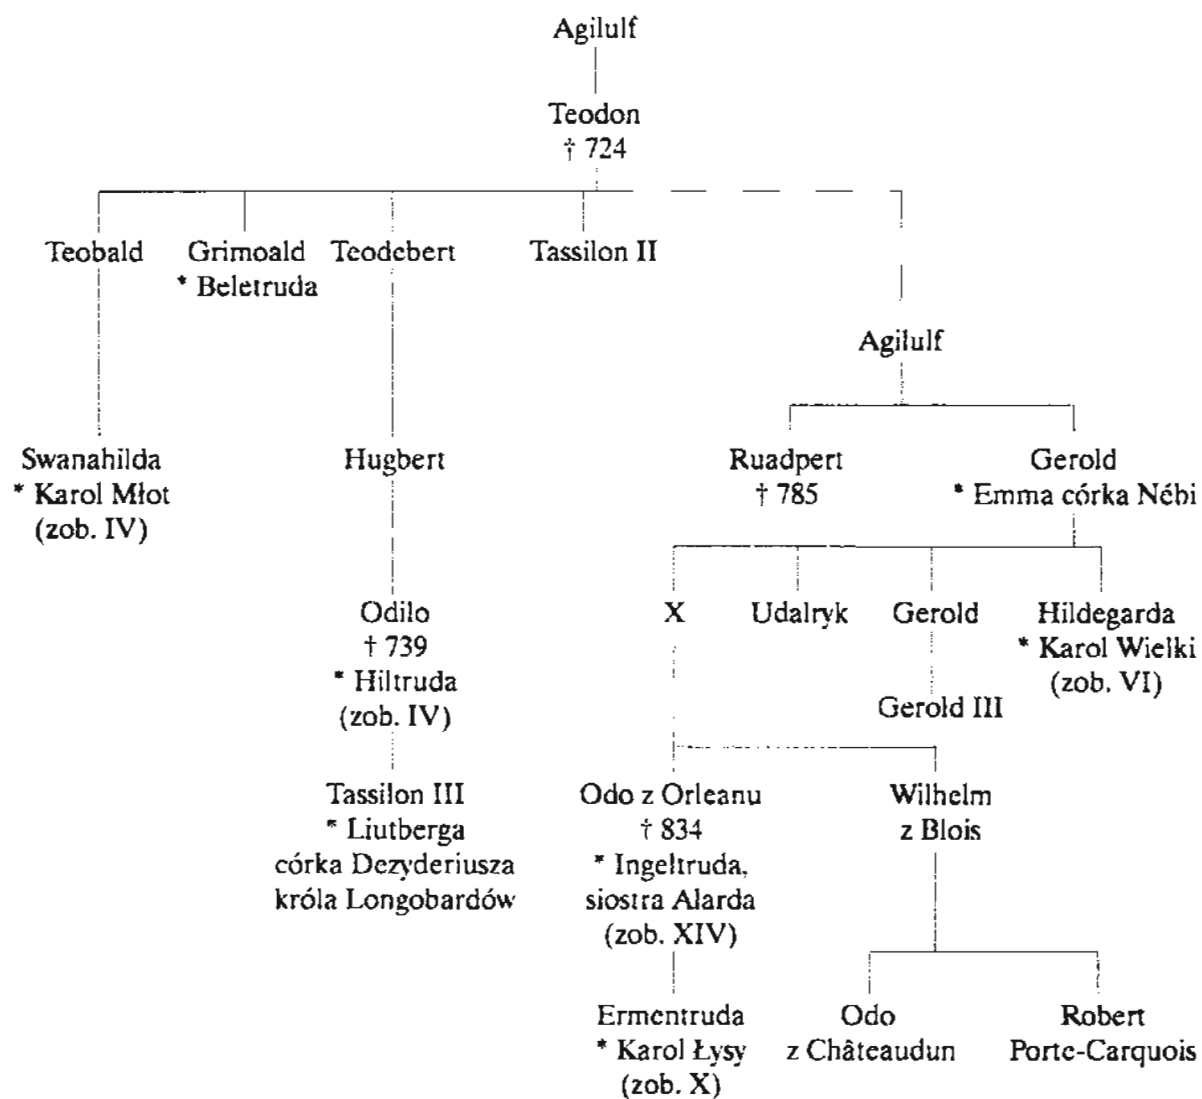 Agilulf
Teodon
† 724
Teobald
Grimoald
* Beletruda
Teodebert
Tassilon II
Agilulf
Swanahilda
* Karol Młot
(zob. IV)
Hugbert
Ruadpert
† 785
Gerold
* Emma córka Nébi
Odilo
† 739
* Hiltruda
(zob. IV)
X
Udalryk
Gerold
Hildegarda
* Karol Wielki
(zob. VI)
Gerold III
Tassilon III
* Liutberga
córka Dezyderiusza
króla Longobardów
Odo z Orleanu
† 834
* Ingeltruda,
siostra Alarda
(zob. XIV)
Wilhelm
z Blois
Ermentruda
* Karol Łysy
(zob. X)
Odo
z Châteaudun
Robert
Porte-Carquois